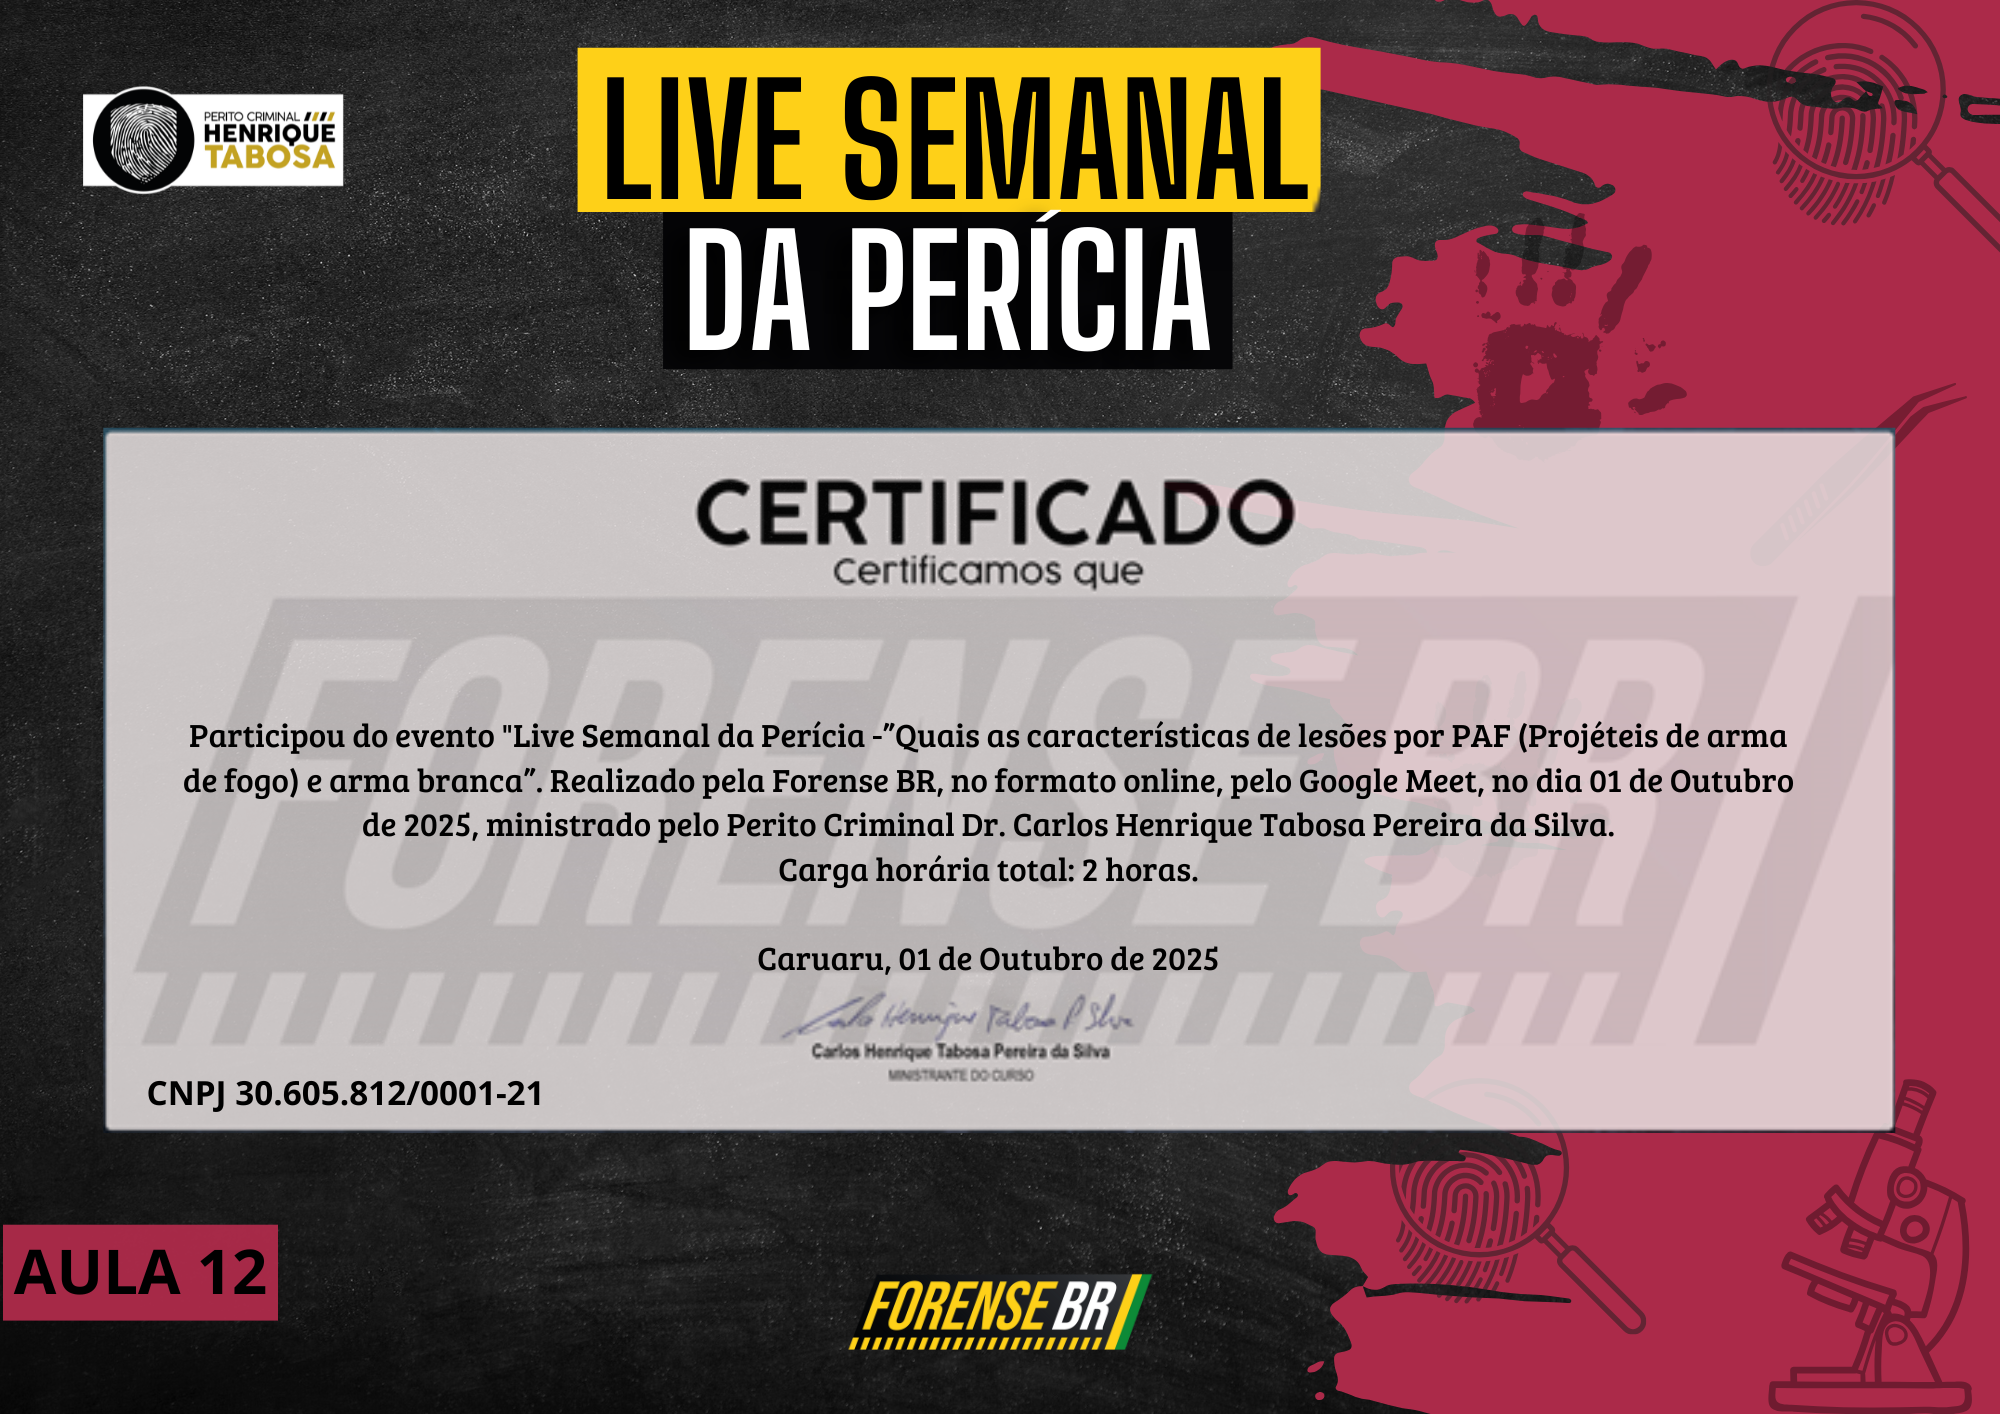 PERITO CRIMINAL
HENRIQUE
TABOSA
LIVE SEMANAL
DA PERÍCIA
CERTIFICADO
Certificamos que
FORENSE BR
Participou do evento "Live Semanal da Perícia -”Quais as características de lesões por PAF (Projéteis de arma
de fogo) e arma branca”. Realizado pela Forense BR, no formato online, pelo Google Meet, no dia 01 de Outubro
de 2025, ministrado pelo Perito Criminal Dr. Carlos Henrique Tabosa Pereira da Silva.
Carga horária total: 2 horas.
Caruaru, 01 de Outubro de 2025
Carlos Henrique Tabosa P Silva
Carlos Henrique Tabosa Pereira da Silva
MINISTRANTE DO CURSO
CNPJ 30.605.812/0001-21
AULA 12
FORENSE BR